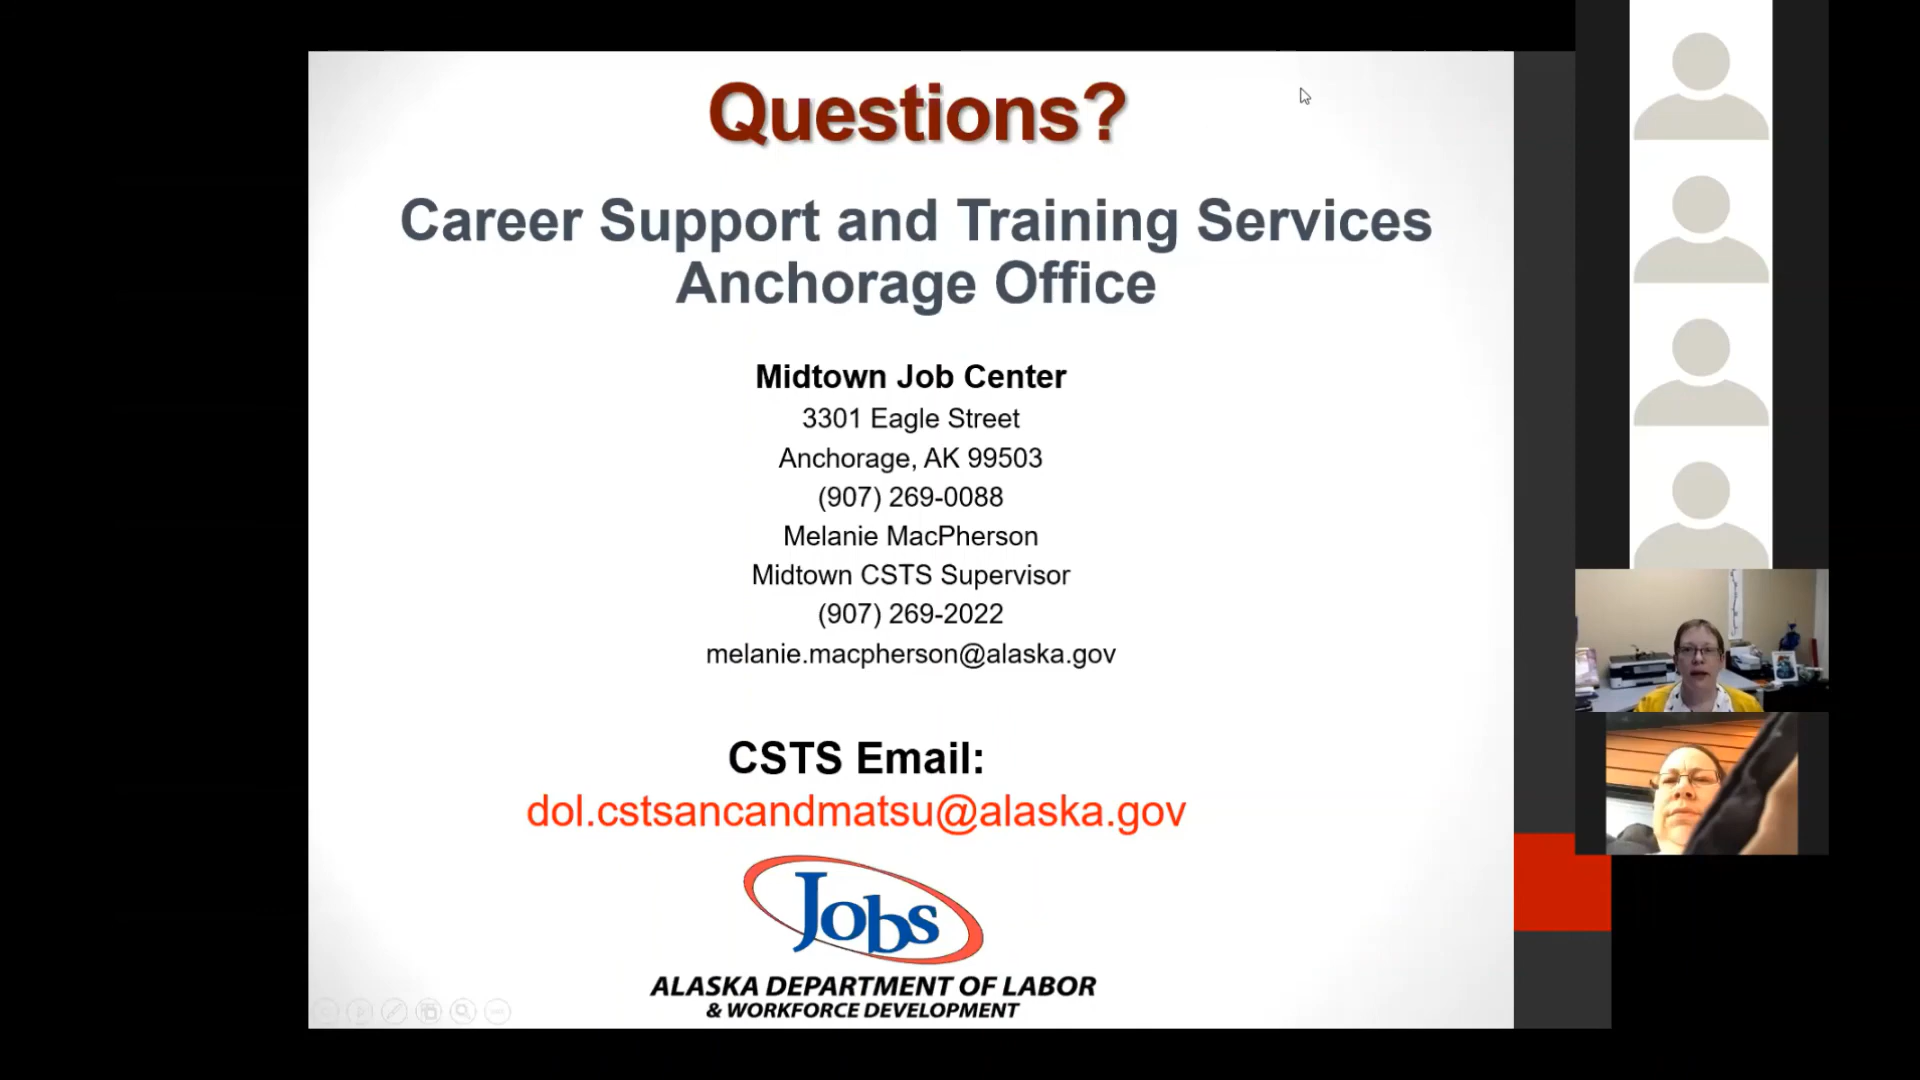 Questions?
Career Support and Training Services
Anchorage Office
Midtown Job Center
3301 Eagle Street
Anchorage, AK 99503
(907) 269-0088
Melanie MacPherson
Midtown CSTS Supervisor
(907) 269-2022
melanie.macpherson@alaska.gov
CSTS Email:
dol.cstsancandmatsu@alaska.gov
Jobs
ALASKA DEPARTMENT OF LABOR
& WORKFORCE DEVELOPMENT